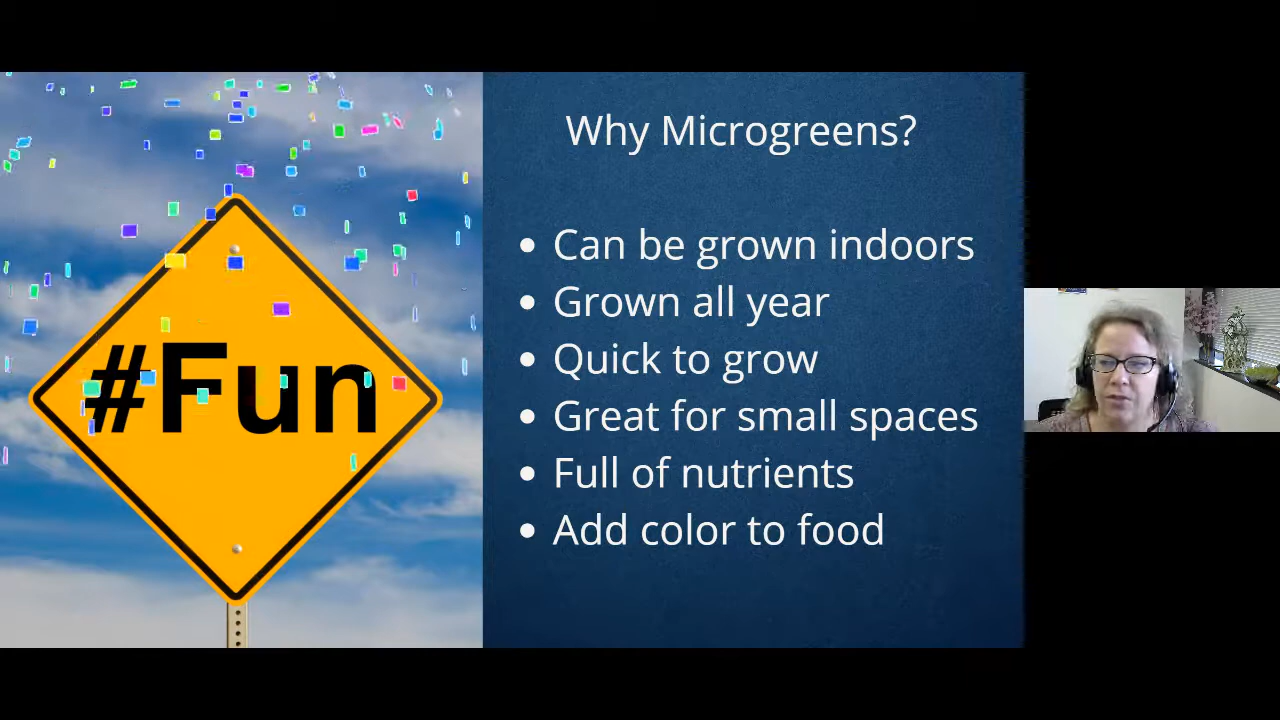 #Fun
Why Microgreens?
• Can be grown indoors
• Grown all year
• Quick to grow
• Great for small spaces
• Full of nutrients
• Add color to food